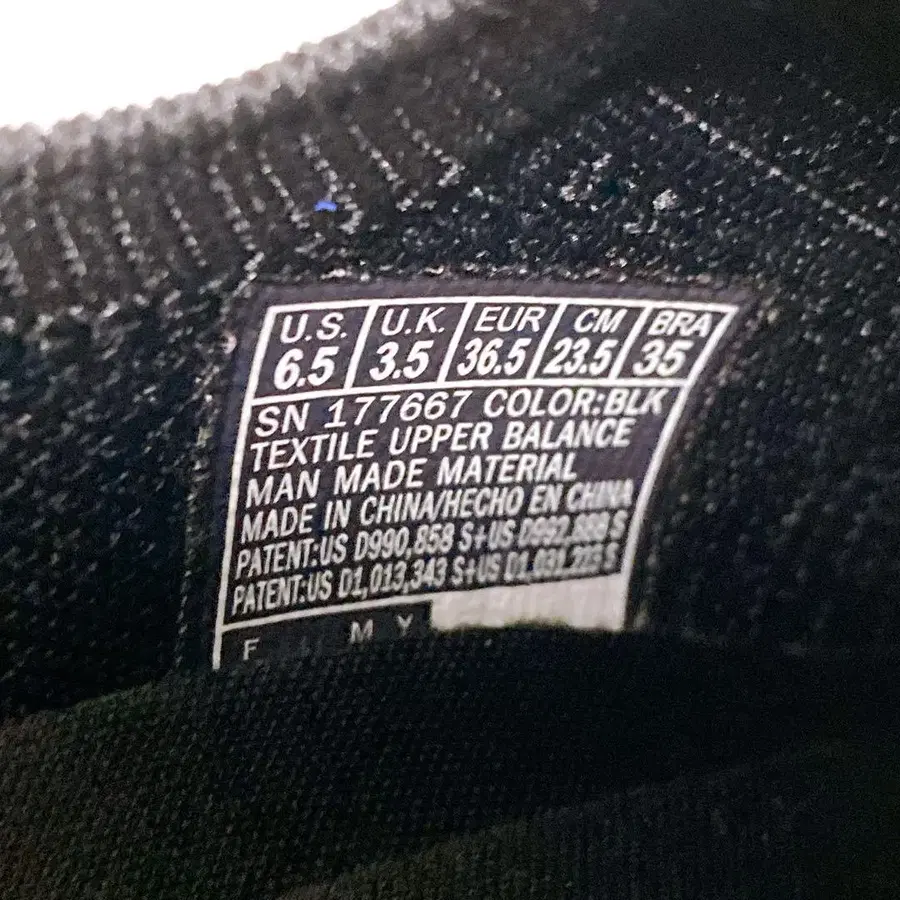 U.S. U.K. EUR CM BRA
6.5 3.5 36.5 23.5 35
SN 177667 COLOR:BLK
TEXTILE UPPER BALANCE
MAN MADE MATERIAL
MADE IN CHINA/HECHO EN CHINA
PATENT:US D990,858 S+US S
PATENT:US D1,013,343 S+US D1,031,223 S
F M Y